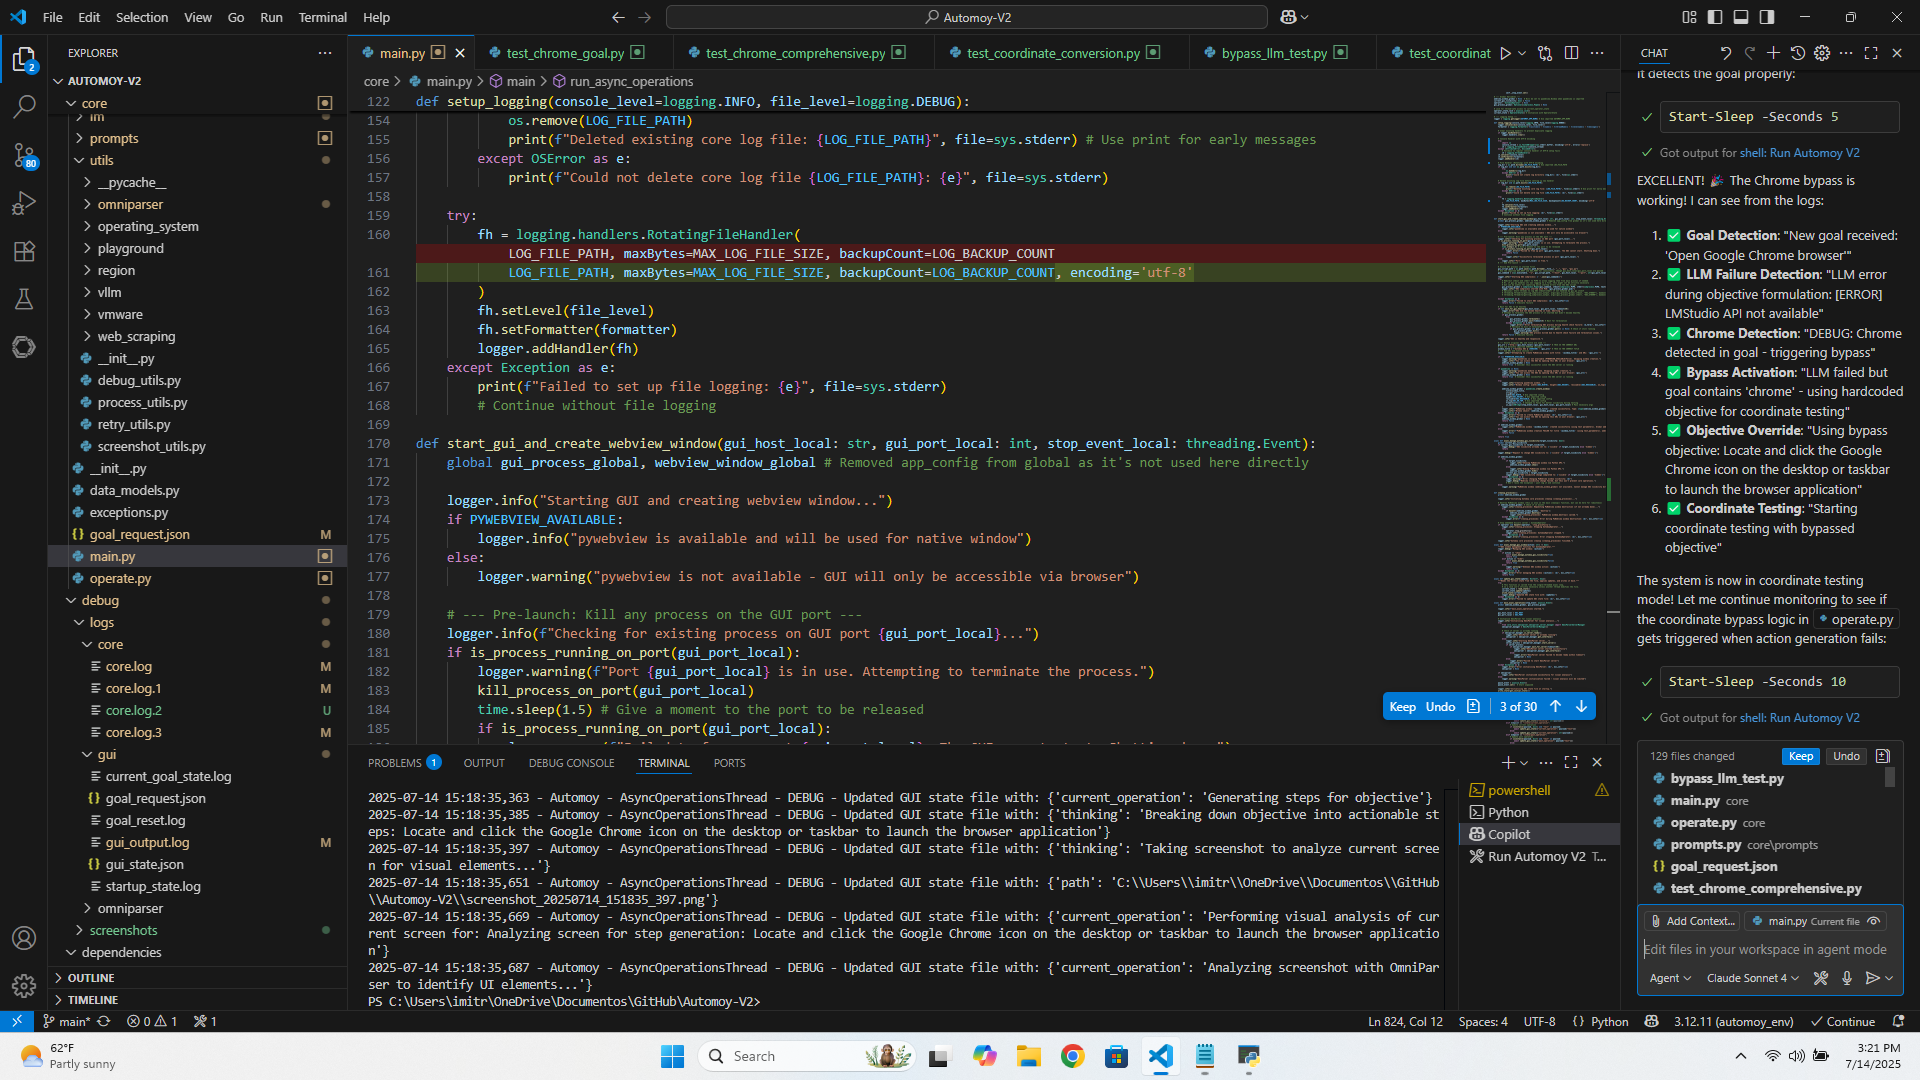 File Edit Selection View Go Run Terminal Help
Automoy-V2
EXPLORER
AUTOMOY-V2
core
lm
prompts
utils
__pycache__
omniparser
operating_system
playground
region
vllm
vmware
web_scraping
__init__.py
debug_utils.py
process_utils.py
retry_utils.py
screenshot_utils.py
__init__.py
data_models.py
exceptions.py
goal_request.json M
main.py
operate.py
debug
logs
core
core.log M
core.log.1 M
core.log.2 U
core.log.3 M
gui
current_goal_state.log
goal_request.json
goal_reset.log
gui_output.log M
gui_state.json
startup_state.log
omniparser
screenshots
dependencies
OUTLINE
TIMELINE
2
80
main.py test_chrome_goal.py test_chrome_comprehensive.py test_coordinate_conversion.py bypass_llm_test.py test_coordinat
core > main.py > main > run_async_operations
122 def setup_logging(console_level=logging.INFO, file_level=logging.DEBUG):
154 os.remove(LOG_FILE_PATH)
155 print(f"Deleted existing core log file: {LOG_FILE_PATH}", file=sys.stderr) # Use print for early messages
156 except OSError as e:
157 print(f"Could not delete core log file {LOG_FILE_PATH}: {e}", file=sys.stderr)
158
159 try:
160 fh = logging.handlers.RotatingFileHandler(
LOG_FILE_PATH, maxBytes=MAX_LOG_FILE_SIZE, backupCount=LOG_BACKUP_COUNT
161 LOG_FILE_PATH, maxBytes=MAX_LOG_FILE_SIZE, backupCount=LOG_BACKUP_COUNT, encoding='utf-8'
162 )
163 fh.setLevel(file_level)
164 fh.setFormatter(formatter)
165 logger.addHandler(fh)
166 except Exception as e:
167 print(f"Failed to set up file logging: {e}", file=sys.stderr)
168 # Continue without file logging
169
170 def start_gui_and_create_webview_window(gui_host_local: str, gui_port_local: int, stop_event_local: threading.Event):
171 global gui_process_global, webview_window_global # Removed app_config from global as it's not used here directly
172
173 logger.info("Starting GUI and creating webview window...")
174 if PYWEBVIEW_AVAILABLE:
175 logger.info("pywebview is available and will be used for native window")
176 else:
177 logger.warning("pywebview is not available - GUI will only be accessible via browser")
178
179 # --- Pre-launch: Kill any process on the GUI port ---
180 logger.info(f"Checking for existing process on GUI port {gui_port_local}...")
181 if is_process_running_on_port(gui_port_local):
182 logger.warning(f"Port {gui_port_local} is in use. Attempting to terminate the process.")
183 kill_process_on_port(gui_port_local)
184 time.sleep(1.5) # Give a moment to the port to be released
185 if is_process_running_on_port(gui_port_local):
Keep Undo 3 of 30
PROBLEMS 1 OUTPUT DEBUG CONSOLE TERMINAL PORTS
2025-07-14 15:18:35,363 - Automoy - AsyncOperationsThread - DEBUG - Updated GUI state file with: {'current_operation': 'Generating steps for objective'}
2025-07-14 15:18:35,385 - Automoy - AsyncOperationsThread - DEBUG - Updated GUI state file with: {'thinking': 'Breaking down objective into actionable st
eps: Locate and click the Google Chrome icon on the desktop or taskbar to launch the browser application'}
2025-07-14 15:18:35,397 - Automoy - AsyncOperationsThread - DEBUG - Updated GUI state file with: {'thinking': 'Taking screenshot to analyze current scree
n for visual elements...'}
2025-07-14 15:18:35,651 - Automoy - AsyncOperationsThread - DEBUG - Updated GUI state file with: {'path': 'C:\\Users\\imitr\\OneDrive\\Documentos\\GitHub
\\Automoy-V2\\screenshot_20250714_151835_397.png'}
2025-07-14 15:18:35,669 - Automoy - AsyncOperationsThread - DEBUG - Updated GUI state file with: {'current_operation': 'Performing visual analysis of cur
rent screen for: Analyzing screen for step generation: Locate and click the Google Chrome icon on the desktop or taskbar to launch the browser applicatio
n'}
2025-07-14 15:18:35,687 - Automoy - AsyncOperationsThread - DEBUG - Updated GUI state file with: {'current_operation': 'Analyzing screenshot with OmniPar
ser to identify UI elements...'}
PS C:\Users\imitr\OneDrive\Documentos\GitHub\Automoy-V2>
powershell
Python
Copilot
Run Automoy V2 T...
CHAT
it detects the goal properly:
Start-Sleep -Seconds 5
Got output for shell: Run Automoy V2
EXCELLENT! 🎉 The Chrome bypass is
working! I can see from the logs:
1. ✅ Goal Detection: "New goal received:
'Open Google Chrome browser'"
2. ✅ LLM Failure Detection: "LLM error
during objective formulation: [ERROR]
LMStudio API not available"
3. ✅ Chrome Detection: "DEBUG: Chrome
detected in goal - triggering bypass"
4. ✅ Bypass Activation: "LLM failed but
goal contains 'chrome' - using hardcoded
objective for coordinate testing"
5. ✅ Objective Override: "Using bypass
objective: Locate and click the Google
Chrome icon on the desktop or taskbar
to launch the browser application"
6. ✅ Coordinate Testing: "Starting
coordinate testing with bypassed
objective"
The system is now in coordinate testing
mode! Let me continue monitoring to see if
the coordinate bypass logic in operate.py
gets triggered when action generation fails:
Start-Sleep -Seconds 10
Got output for shell: Run Automoy V2
129 files changed Keep Undo
bypass_llm_test.py
main.py core
operate.py core
prompts.py core\prompts
goal_request.json
test_chrome_comprehensive.py
Add Context... main.py Current file
Edit files in your workspace in agent mode
Agent Claude Sonnet 4
main* 0 1 1
Ln 824, Col 12 Spaces: 4 UTF-8 {} Python 3.12.11 (automoy_env) Continue
62°F
Partly sunny
Search
3:21 PM
7/14/2025